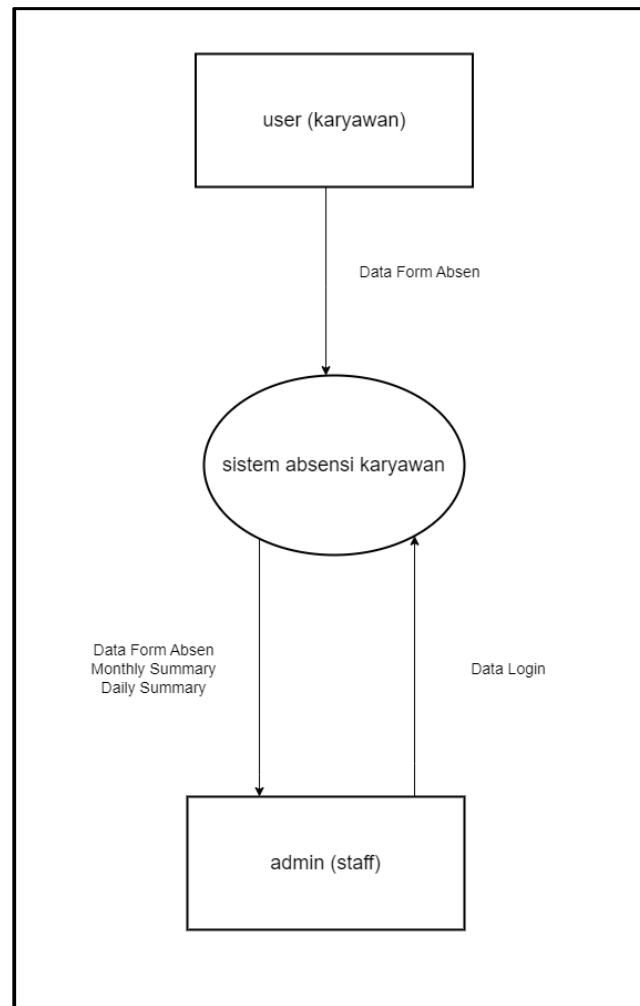 user (karyawan)
Data Form Absen
sistem absensi karyawan
Data Form Absen
Monthly Summary
Daily Summary
Data Login
admin (staff)